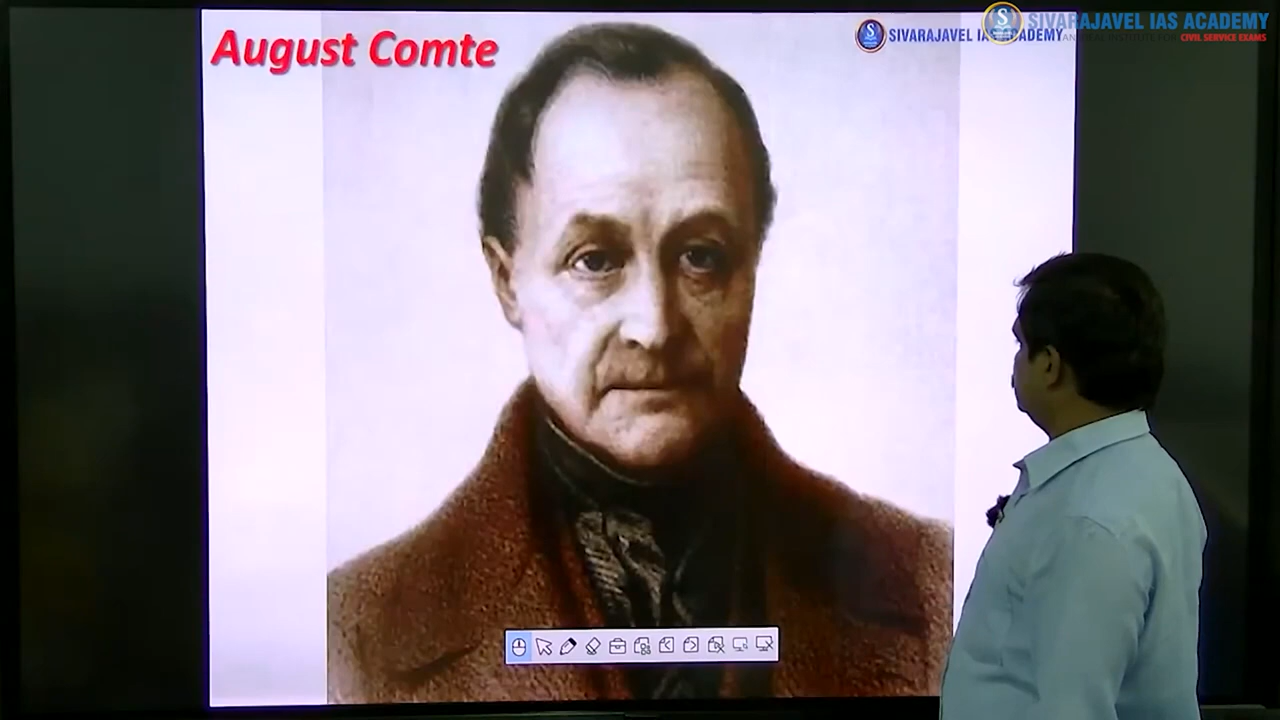 August Comte
SIVARAJAVEL IAS ACADEMY
SIVARAJAVEL IAS ACADEMY
CIVIL SERVICE EXAMS